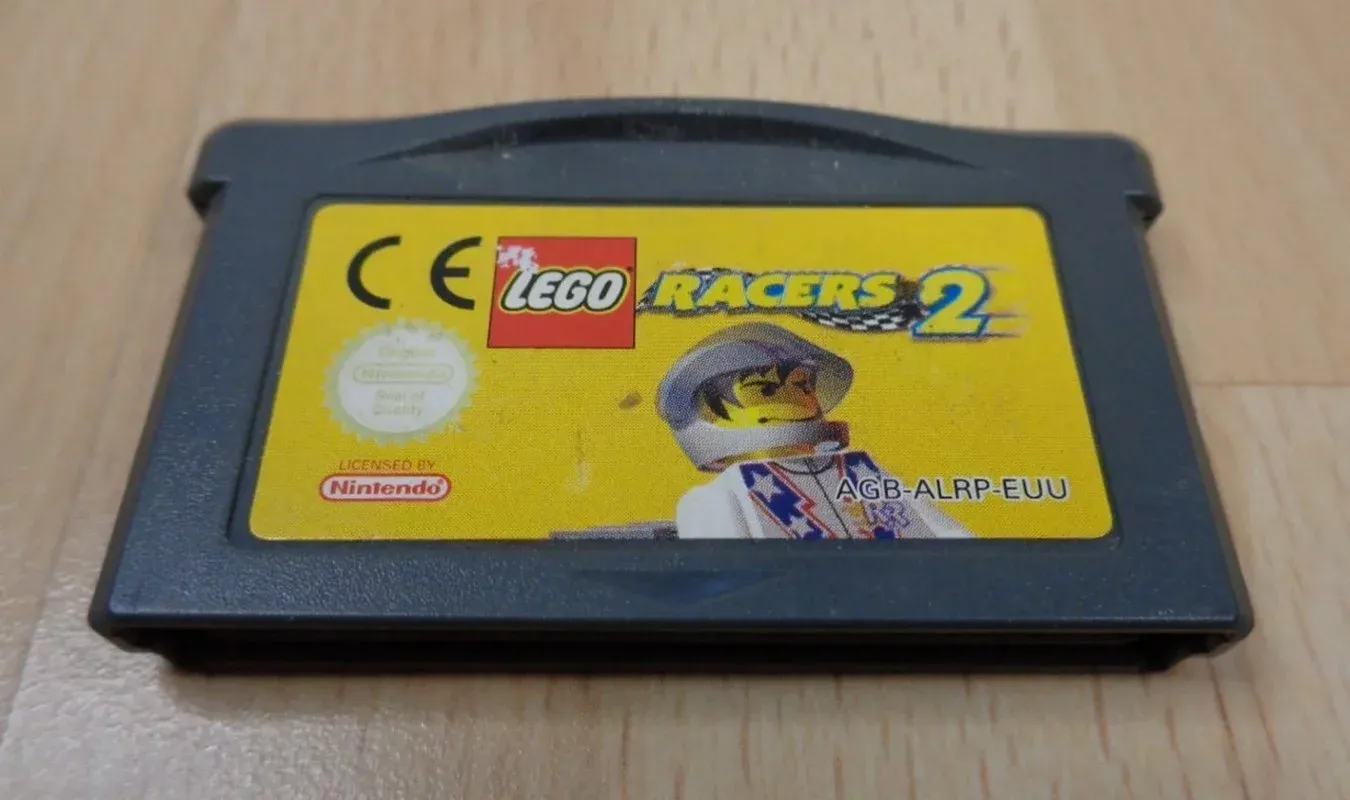 CE
LEGO
RACERS 2
Original
Nintendo
Seal of
Quality
LICENSED BY
Nintendo
AGB-ALRP-EUU